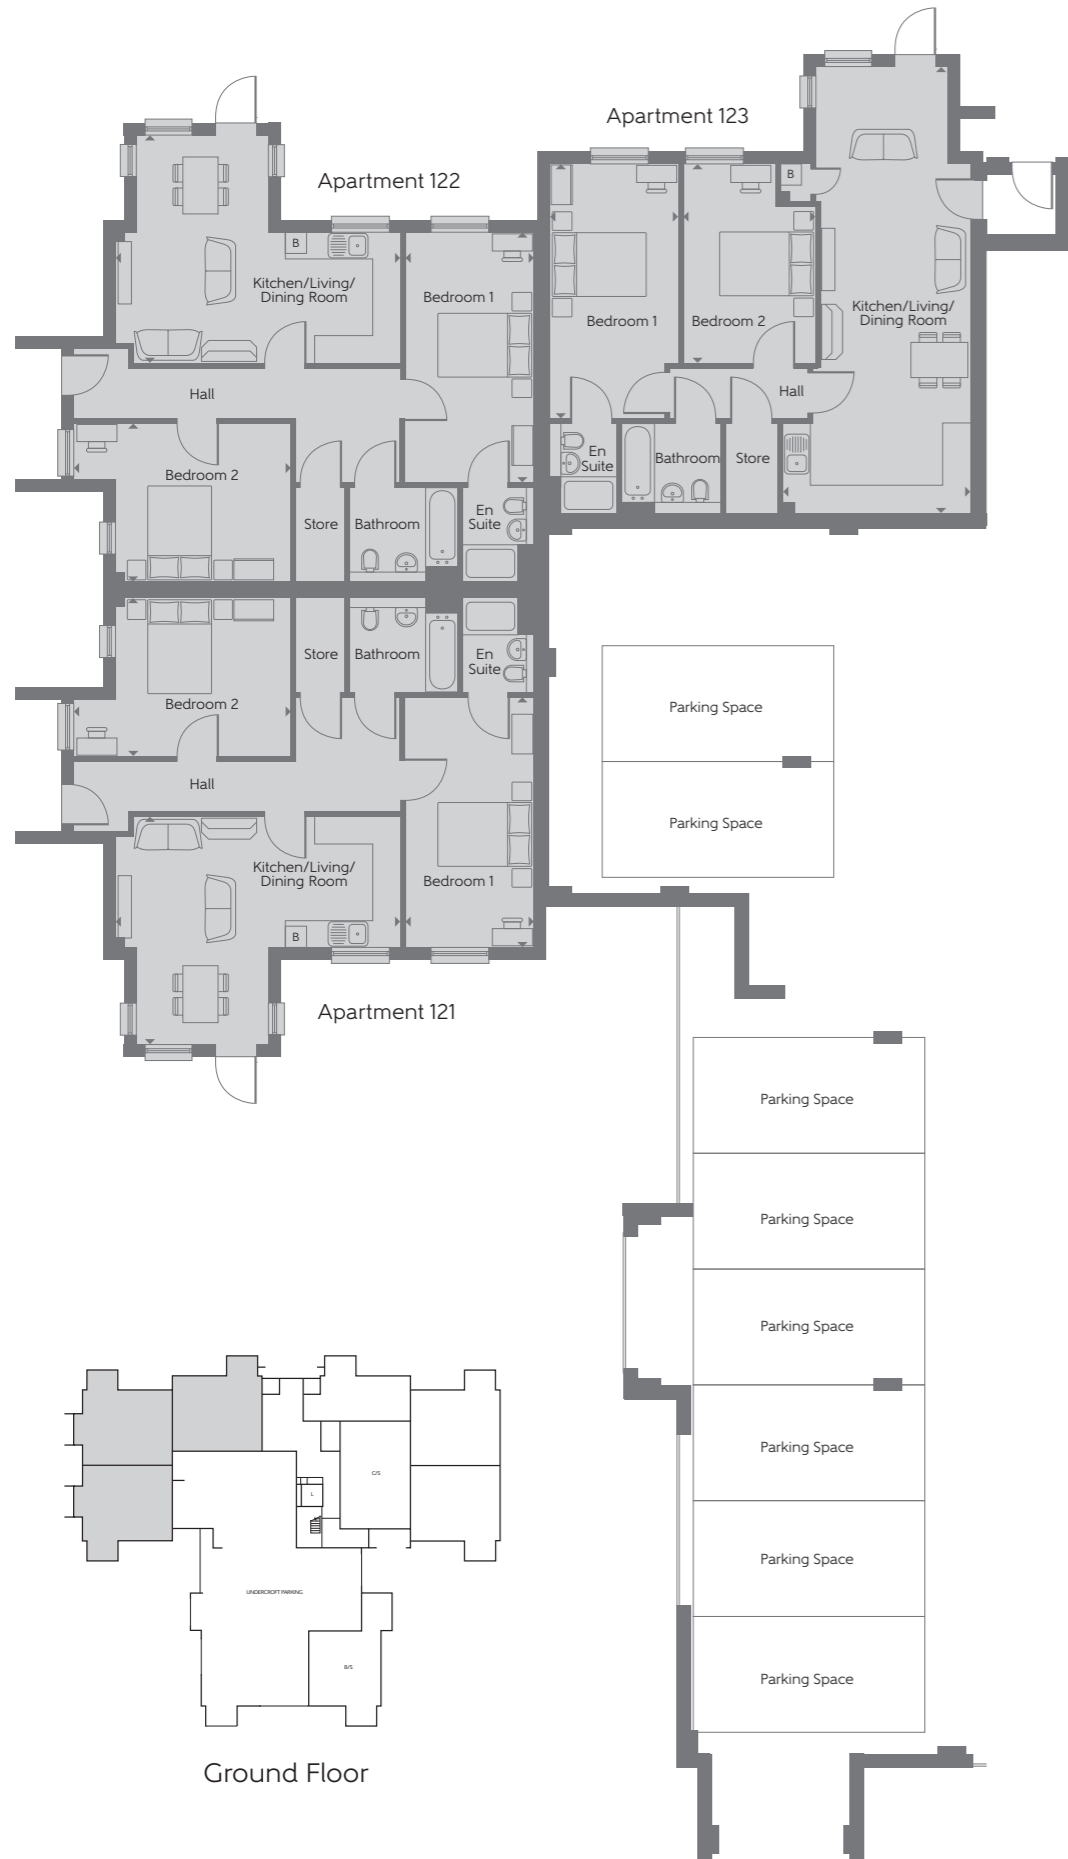 Apartment 123
B
Bedroom 1
Bedroom 2
Kitchen/Living/
Dining Room
Hall
En
Suite
Bathroom
Store
Apartment 122
B
Kitchen/Living/
Dining Room
Bedroom 1
Hall
Bedroom 2
Store
Bathroom
En
Suite
Store
Bathroom
En
Suite
Bedroom 2
Hall
Kitchen/Living/
Dining Room
Bedroom 1
B
Apartment 121
Parking Space
Parking Space
Parking Space
Parking Space
Parking Space
Parking Space
Parking Space
Parking Space
C/S
L
UNDERCROFT PARKING
B/S
Ground Floor